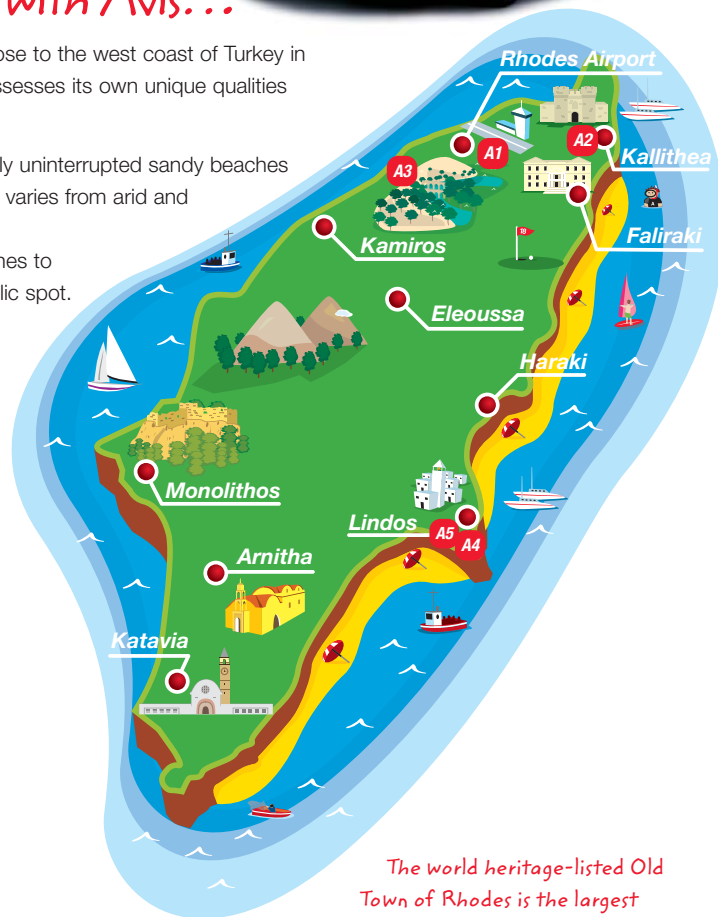 with Avis...
ose to the west coast of Turkey in
ssesses its own unique qualities
ly uninterrupted sandy beaches
varies from arid and
nes to
lic spot.
Rhodes Airport
A1
A2
Kallithea
A3
Faliraki
18
Kamiros
Eleoussa
Haraki
Monolithos
Lindos
A5
A4
Arnitha
Katavia
The world heritage-listed Old
Town of Rhodes is the largest